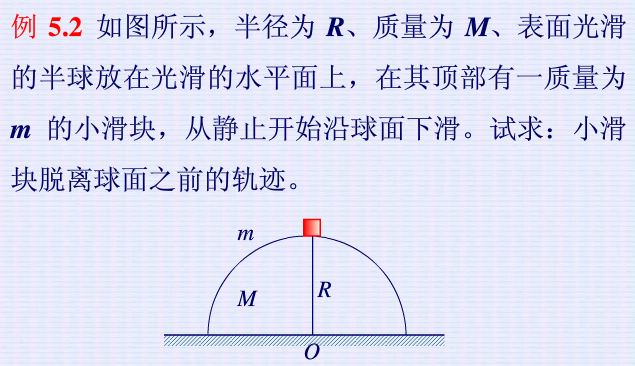 例 5.2 如图所示，半径为 R、质量为 M、表面光滑
的半球放在光滑的水平面上，在其顶部有一质量为
m 的小滑块，从静止开始沿球面下滑。试求：小滑
块脱离球面之前的轨迹。
m
M
R
O